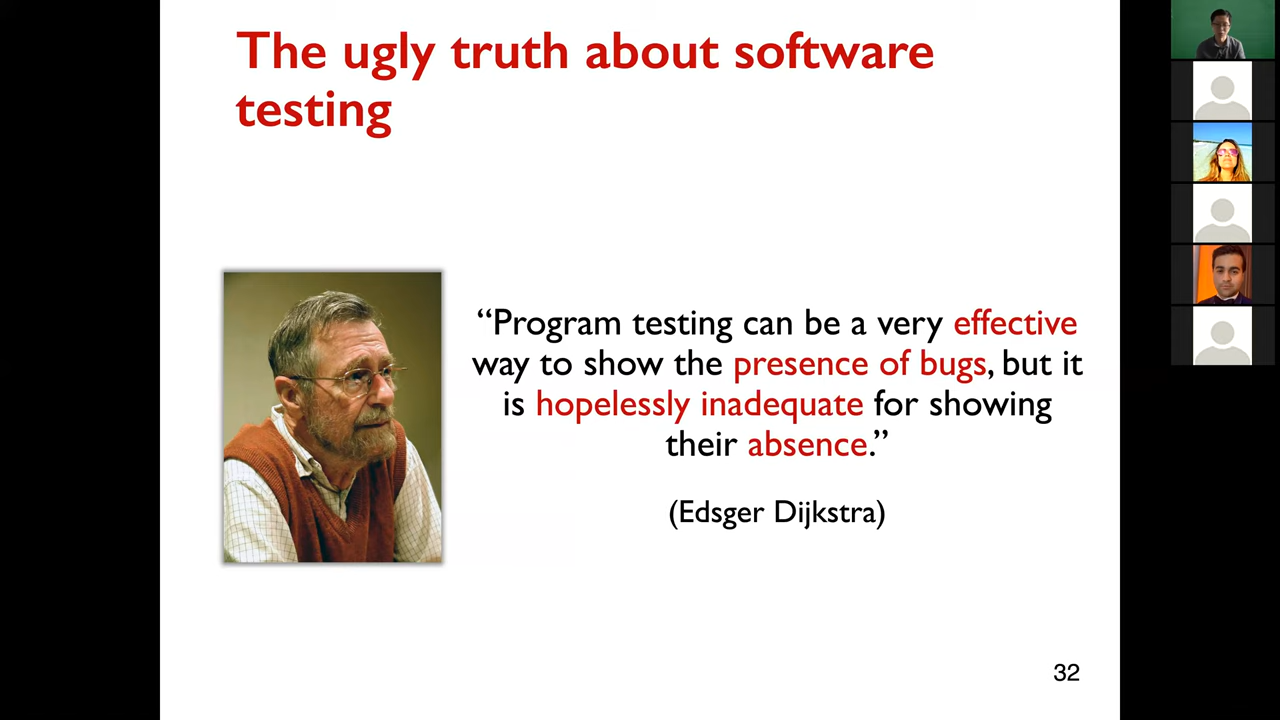 The ugly truth about software
testing
“Program testing can be a very effective
way to show the presence of bugs, but it
is hopelessly inadequate for showing
their absence.”
(Edsger Dijkstra)
32